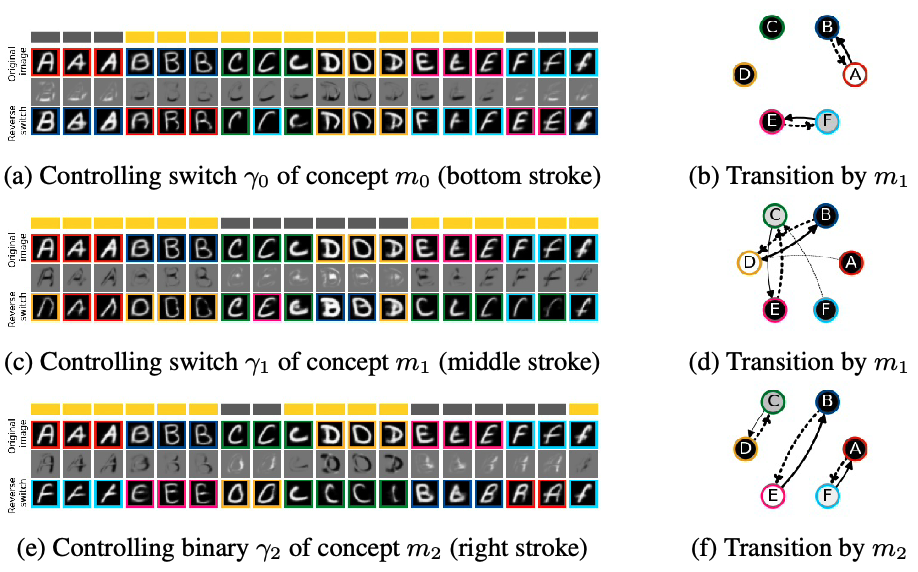 Original image
A A A B B B C C C D D D E E E F F f
Reverse switch
B B B A R R r r c D D D F F F E E f
(a) Controlling switch γ0 of concept m0 (bottom stroke)
C B
A
D
E F
(b) Transition by m1
Original image
A A A B B B C C C D D D E E E F F f
Reverse switch
D C E C B B D C L C
(c) Controlling switch γ1 of concept m1 (middle stroke)
C B
D A
E F
(d) Transition by m1
Original image
A A A B B B C C C D D D E E E F F f
Reverse switch
F F F E E E O O C C C B B B A A f
(e) Controlling binary γ2 of concept m2 (right stroke)
C B
D A
E F
(f) Transition by m2